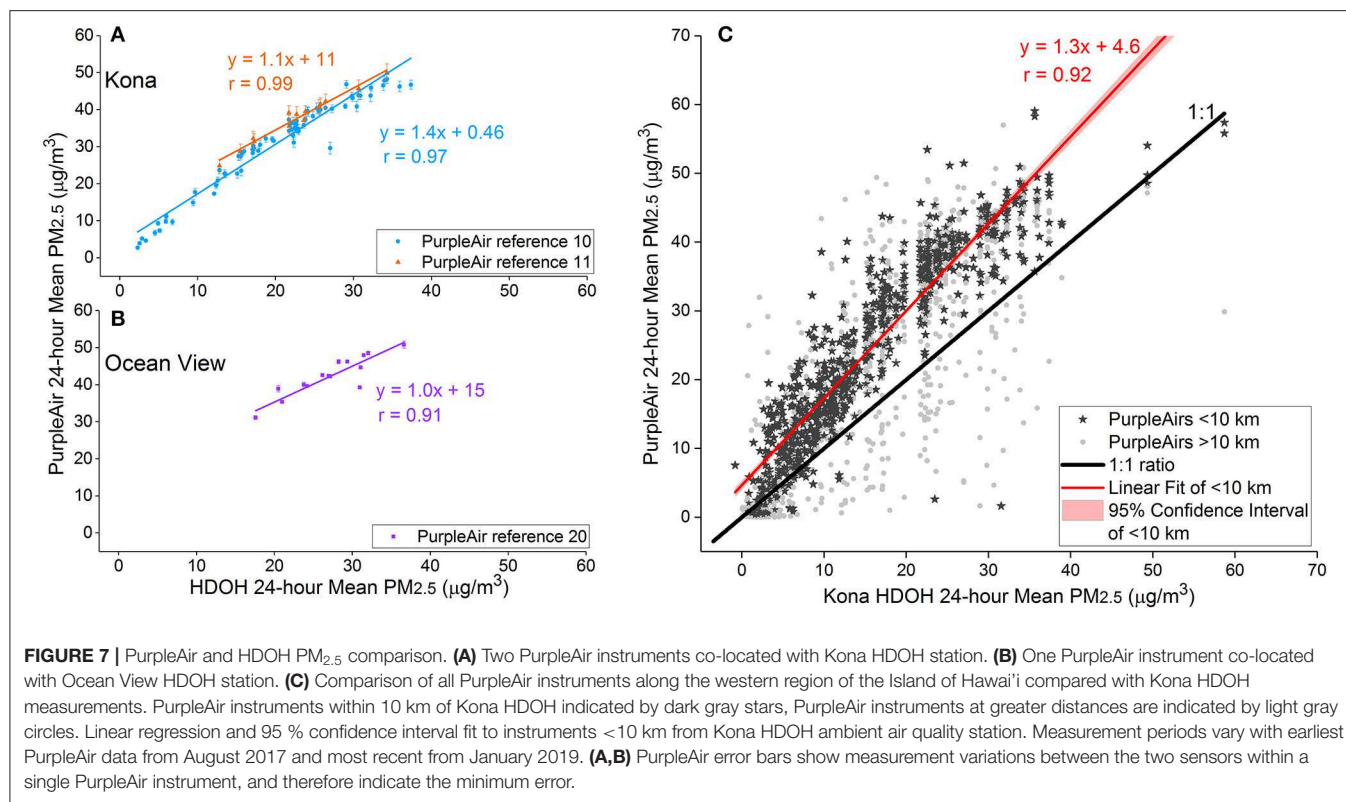 A
Kona
y = 1.1x + 11
r = 0.99
y = 1.4x + 0.46
r = 0.97
PurpleAir reference 10
PurpleAir reference 11
60
50
40
30
20
10
0
0 10 20 30 40 50 60
B
Ocean View
y = 1.0x + 15
r = 0.91
PurpleAir reference 20
60
50
40
30
20
10
0
0 10 20 30 40 50 60
PurpleAir 24-hour Mean PM2.5 (µg/m3)
HDOH 24-hour Mean PM2.5 (µg/m3)
C
y = 1.3x + 4.6
r = 0.92
1:1
PurpleAirs <10 km
PurpleAirs >10 km
1:1 ratio
Linear Fit of <10 km
95% Confidence Interval
of <10 km
70
60
50
40
30
20
10
0
0 10 20 30 40 50 60 70
PurpleAir 24-hour Mean PM2.5 (µg/m3)
Kona HDOH 24-hour Mean PM2.5 (µg/m3)
FIGURE 7 | PurpleAir and HDOH PM2.5 comparison. (A) Two PurpleAir instruments co-located with Kona HDOH station. (B) One PurpleAir instrument co-located
with Ocean View HDOH station. (C) Comparison of all PurpleAir instruments along the western region of the Island of Hawai'i compared with Kona HDOH
measurements. PurpleAir instruments within 10 km of Kona HDOH indicated by dark gray stars, PurpleAir instruments at greater distances are indicated by light gray
circles. Linear regression and 95 % confidence interval fit to instruments <10 km from Kona HDOH ambient air quality station. Measurement periods vary with earliest
PurpleAir data from August 2017 and most recent from January 2019. (A,B) PurpleAir error bars show measurement variations between the two sensors within a
single PurpleAir instrument, and therefore indicate the minimum error.